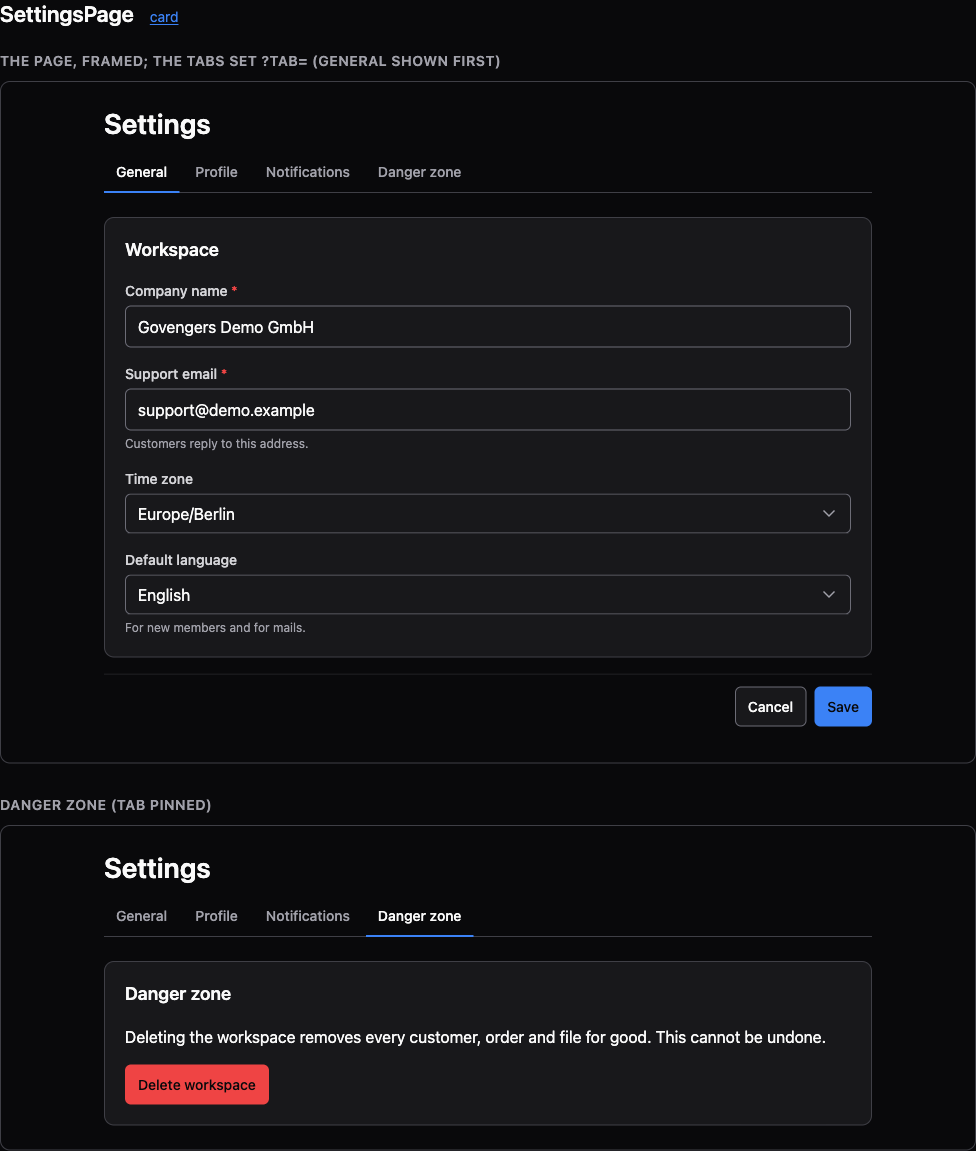 SettingsPage card
THE PAGE, FRAMED; THE TABS SET ?TAB= (GENERAL SHOWN FIRST)
Settings
General Profile Notifications Danger zone
Workspace
Company name *
Govengers Demo GmbH
Support email *
support@demo.example
Customers reply to this address.
Time zone
Europe/Berlin
Default language
English
For new members and for mails.
Cancel Save
DANGER ZONE (TAB PINNED)
Settings
General Profile Notifications Danger zone
Danger zone
Deleting the workspace removes every customer, order and file for good. This cannot be undone.
Delete workspace